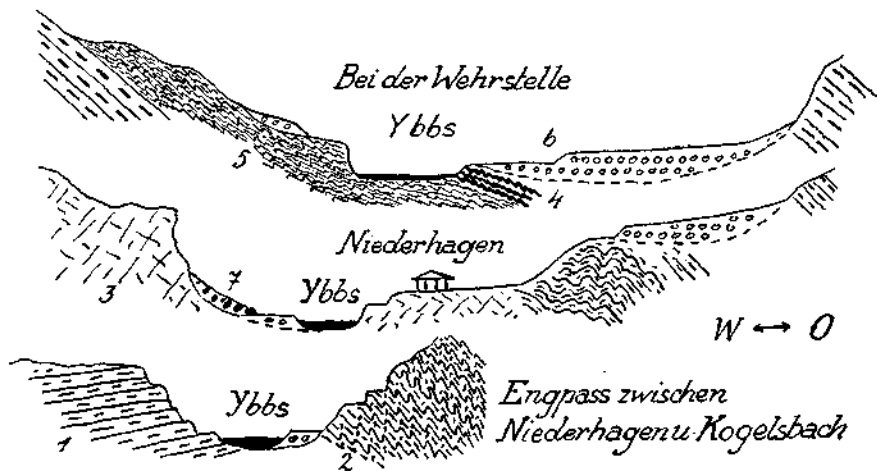 Bei der Wehrstelle
Ybbs
6
5
4
Niederhagen
7
Ybbs
3
W ↔ O
Ybbs
Engpass zwischen
Niederhagen u. Kogelsbach
1
2